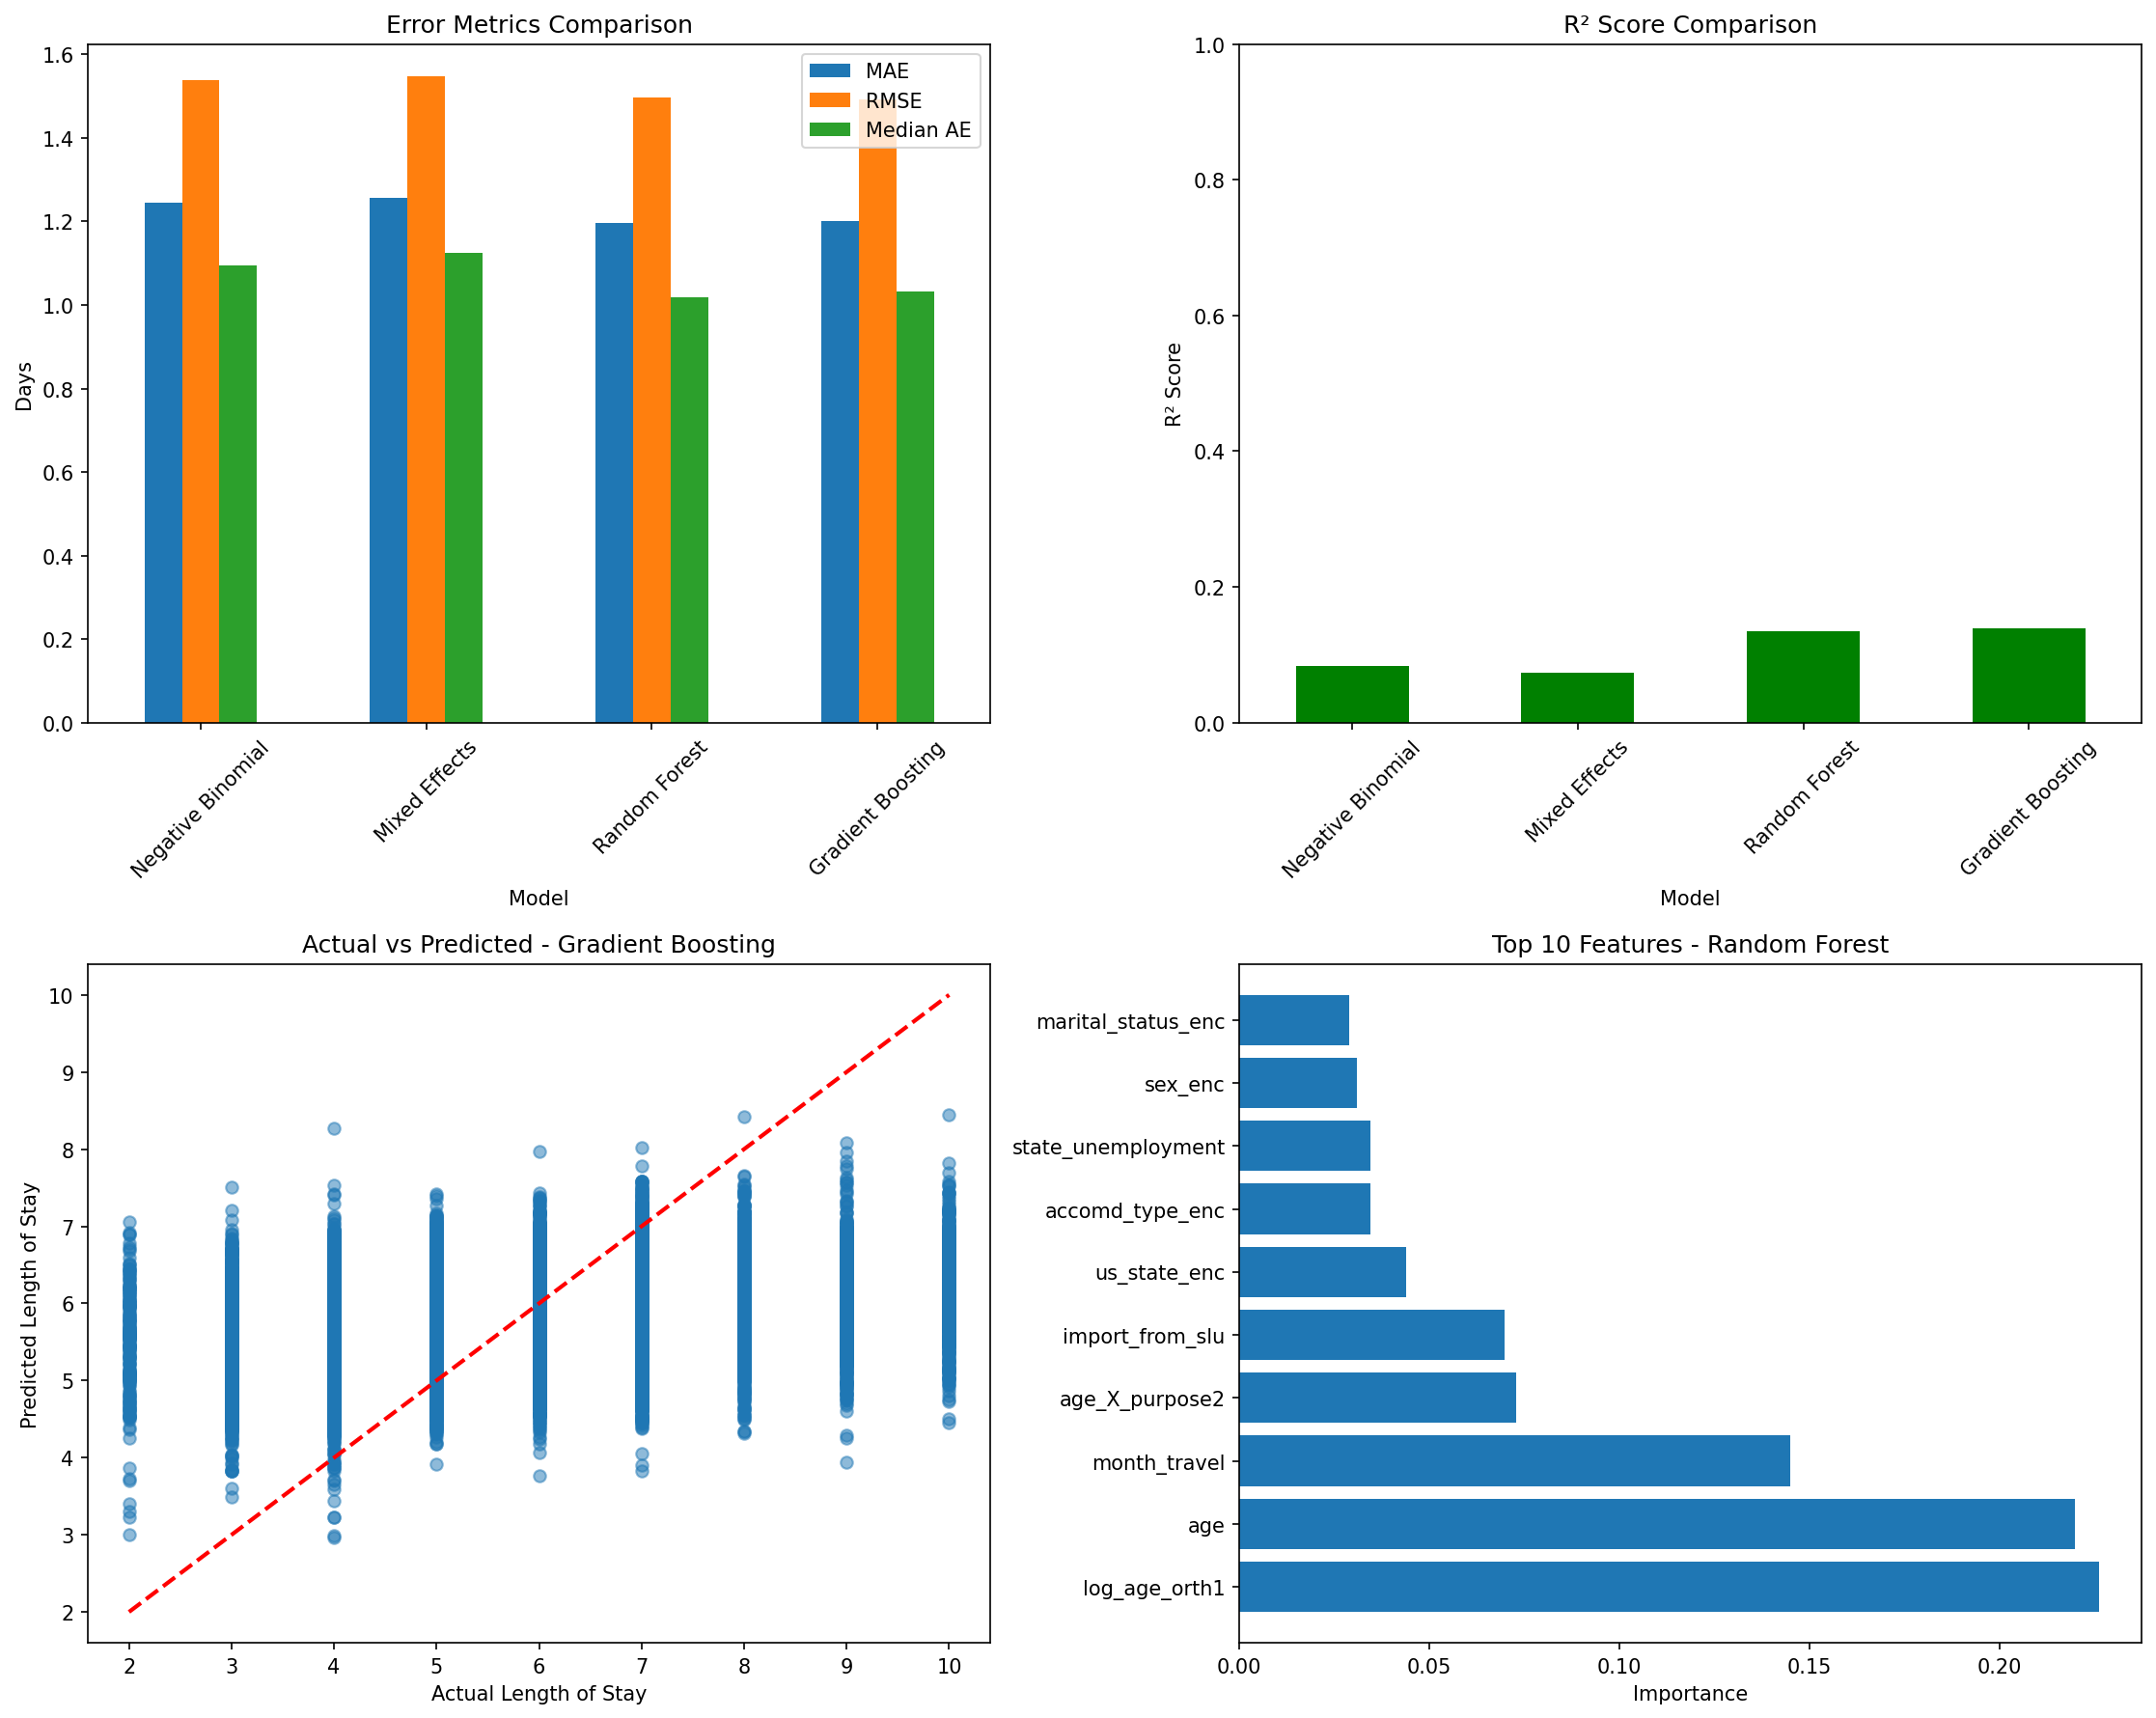 Error Metrics Comparison
1.6
1.4
1.2
1.0
0.8
0.6
0.4
0.2
0.0
Days
MAE
RMSE
Median AE
Negative Binomial
Mixed Effects
Random Forest
Gradient Boosting
Model
R² Score Comparison
1.0
0.8
0.6
0.4
0.2
0.0
R² Score
Negative Binomial
Mixed Effects
Random Forest
Gradient Boosting
Model
Actual vs Predicted - Gradient Boosting
10
9
8
7
6
5
4
3
2
Predicted Length of Stay
2 3 4 5 6 7 8 9 10
Actual Length of Stay
Top 10 Features - Random Forest
marital_status_enc
sex_enc
state_unemployment
accomd_type_enc
us_state_enc
import_from_slu
age_X_purpose2
month_travel
age
log_age_orth1
0.00 0.05 0.10 0.15 0.20
Importance